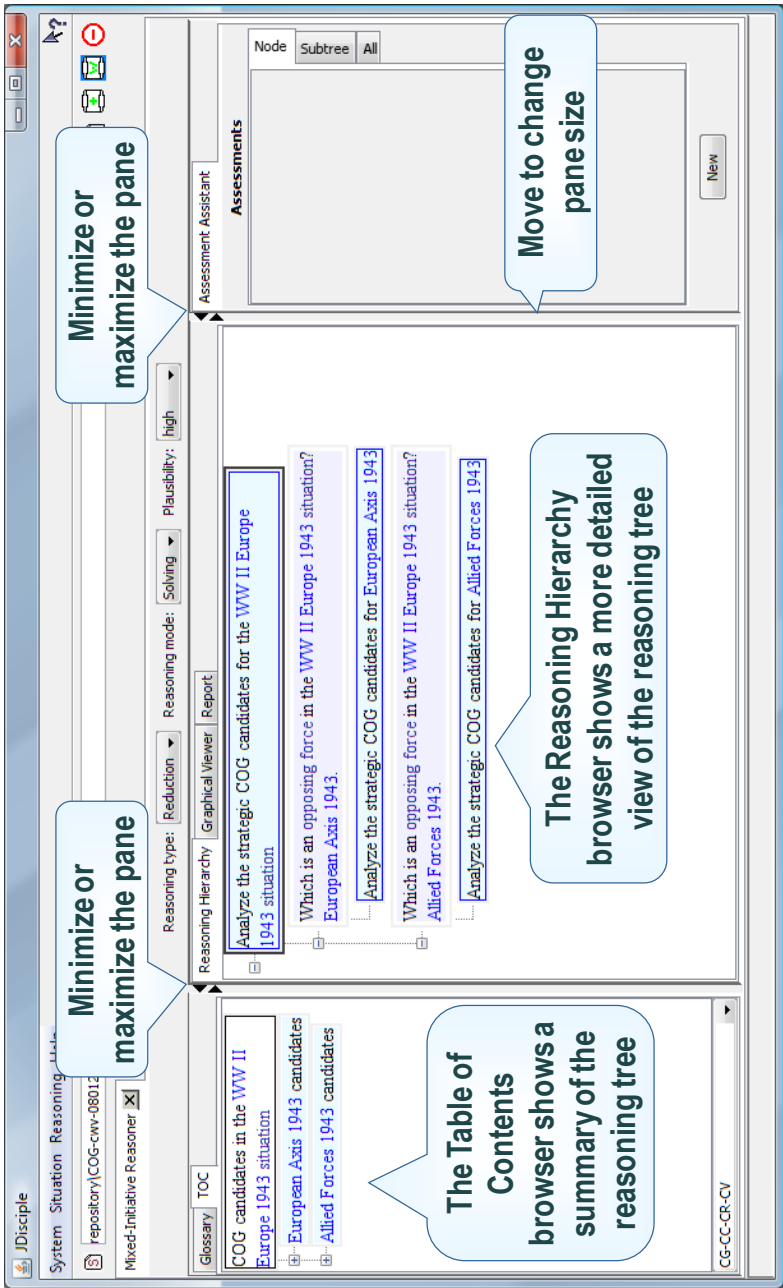 JDisciple
System Situation Reasoning
repository\COG-cwv-08012
Mixed-Initiative Reasoner
Reasoning type: Reduction Reasoning mode: Solving Plausibility: high
Glossary TOC
COG candidates in the WW II
Europe 1943 situation
European Axis 1943 candidates
Allied Forces 1943 candidates
CG-CC-CR-CV
The Table of
Contents
browser shows a
summary of the
reasoning tree
Minimize or
maximize the pane
Reasoning Hierarchy Graphical Viewer Report
Analyze the strategic COG candidates for the WW II Europe
1943 situation
Which is an opposing force in the WW II Europe 1943 situation?
European Axis 1943.
Analyze the strategic COG candidates for European Axis 1943
Which is an opposing force in the WW II Europe 1943 situation?
Allied Forces 1943.
Analyze the strategic COG candidates for Allied Forces 1943
The Reasoning Hierarchy
browser shows a more detailed
view of the reasoning tree
Minimize or
maximize the pane
Assessment Assistant
Assessments
Node Subtree All
New
Move to change
pane size